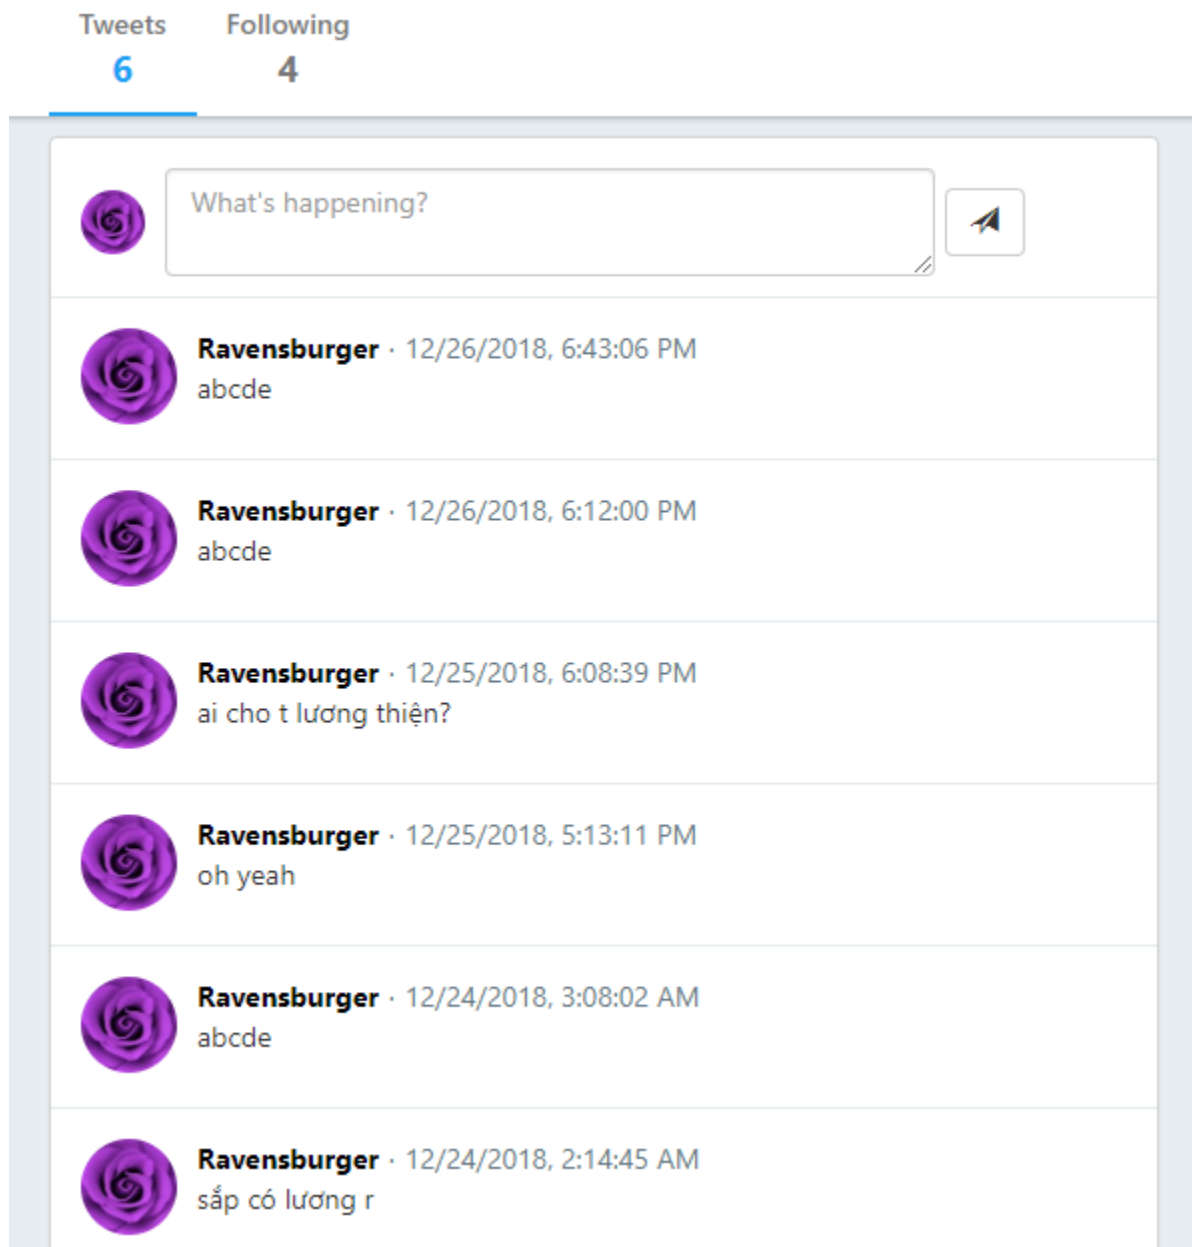 Tweets Following
6 4
What's happening?
Ravensburger · 12/26/2018, 6:43:06 PM
abcde
Ravensburger · 12/26/2018, 6:12:00 PM
abcde
Ravensburger · 12/25/2018, 6:08:39 PM
ai cho t lương thiện?
Ravensburger · 12/25/2018, 5:13:11 PM
oh yeah
Ravensburger · 12/24/2018, 3:08:02 AM
abcde
Ravensburger · 12/24/2018, 2:14:45 AM
sắp có lương r